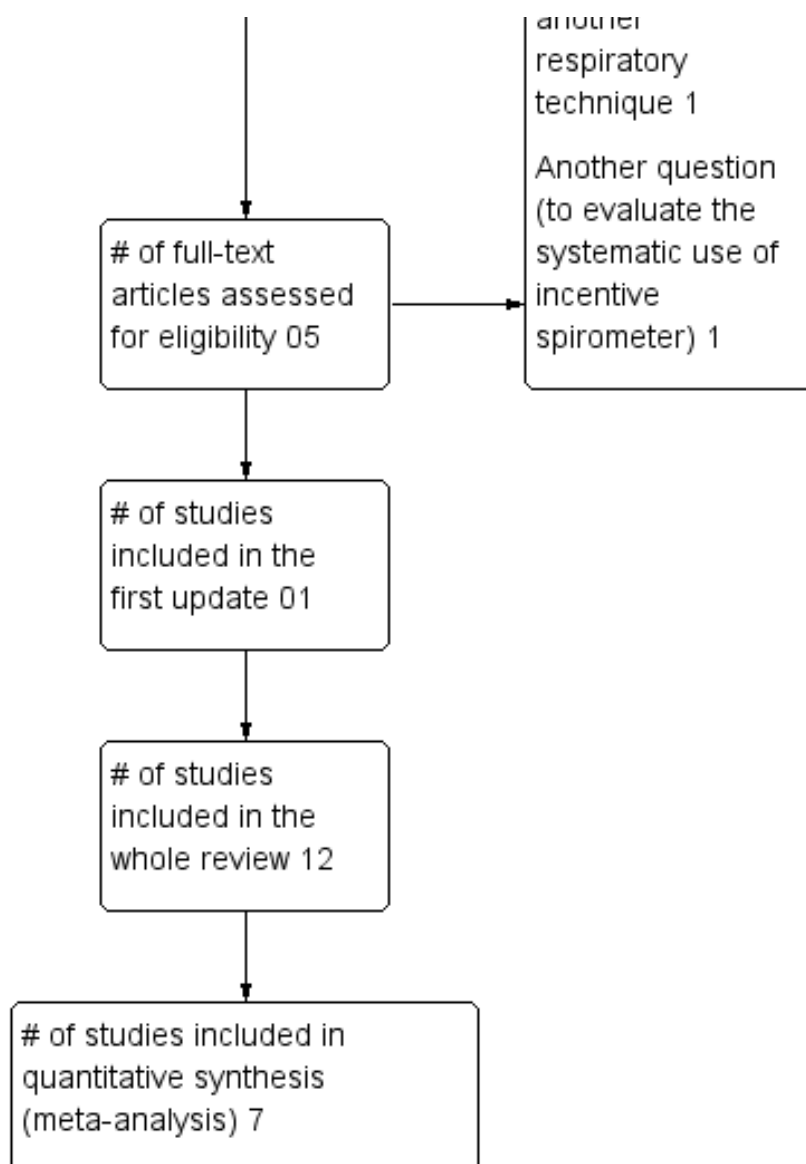 another
respiratory
technique 1
Another question
(to evaluate the
systematic use of
incentive
spirometer) 1
# of full-text
articles assessed
for eligibility 05
# of studies
included in the
first update 01
# of studies
included in the
whole review 12
# of studies included in
quantitative synthesis
(meta-analysis) 7